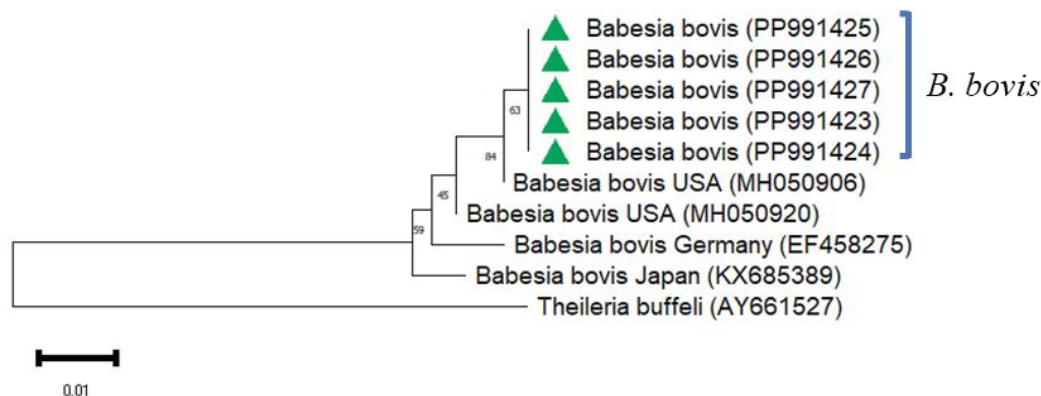 Babesia bovis (PP991425)
Babesia bovis (PP991426)
B. bovis
Babesia bovis (PP991427)
63
Babesia bovis (PP991423)
Babesia bovis (PP991424)
84
Babesia bovis USA (MH050906)
45
Babesia bovis USA (MH050920)
59
Babesia bovis Germany (EF458275)
Babesia bovis Japan (KX685389)
Theileria buffeli (AY661527)
0.01